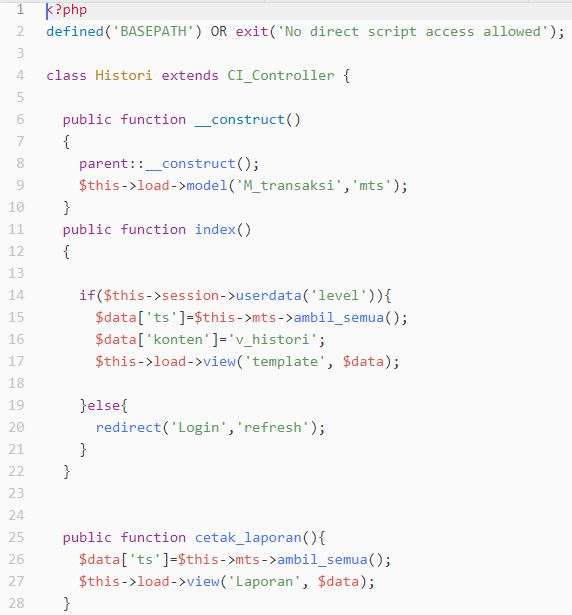 1 <?php
2 defined('BASEPATH') OR exit('No direct script access allowed');
3
4 class Histori extends CI_Controller {
5
6   public function __construct()
7   {
8     parent::__construct();
9     $this->load->model('M_transaksi','mts');
10   }
11   public function index()
12   {
13
14     if($this->session->userdata('level')){
15       $data['ts']=$this->mts->ambil_semua();
16       $data['konten']='v_histori';
17       $this->load->view('template', $data);
18
19     }else{
20       redirect('Login','refresh');
21     }
22   }
23
24
25   public function cetak_laporan(){
26     $data['ts']=$this->mts->ambil_semua();
27     $this->load->view('Laporan', $data);
28   }